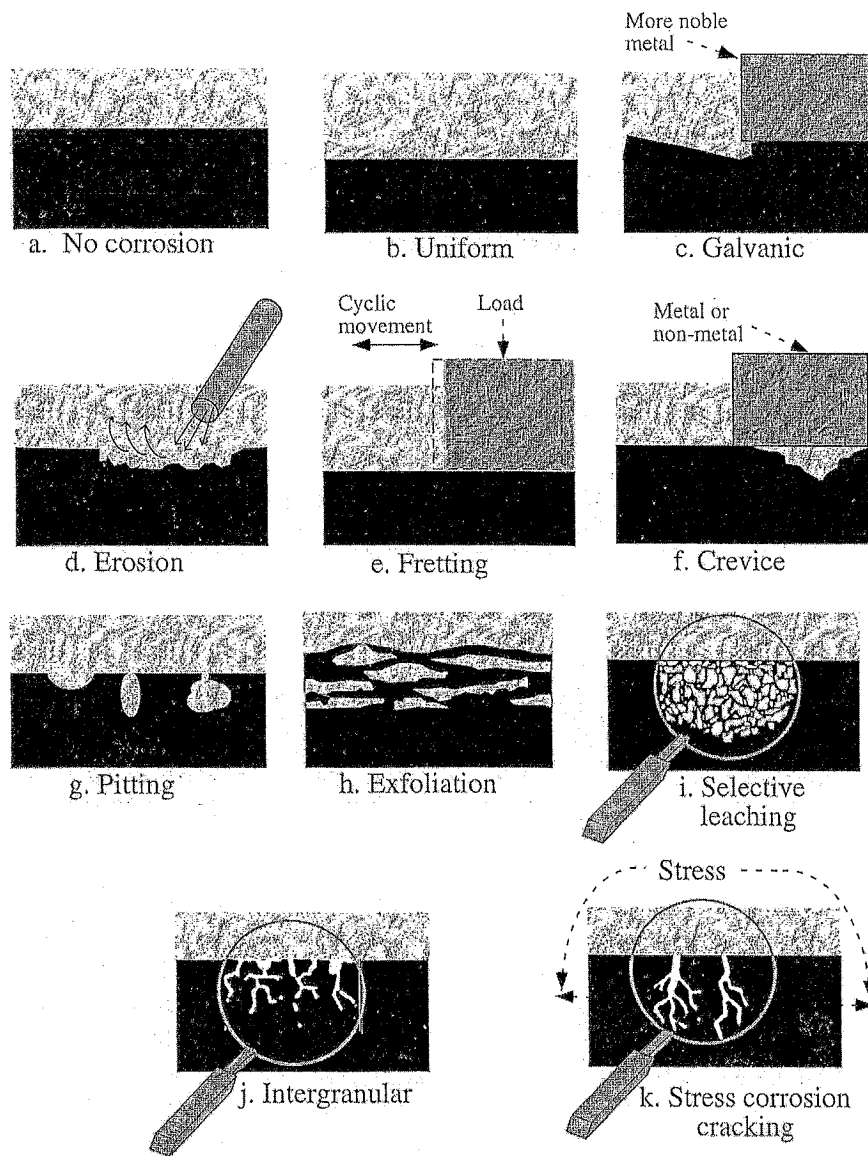 More noble
metal
a. No corrosion
b. Uniform
c. Galvanic
Cyclic
movement
Load
Metal or
non-metal
d. Erosion
e. Fretting
f. Crevice
g. Pitting
h. Exfoliation
i. Selective
leaching
Stress
j. Intergranular
k. Stress corrosion
cracking